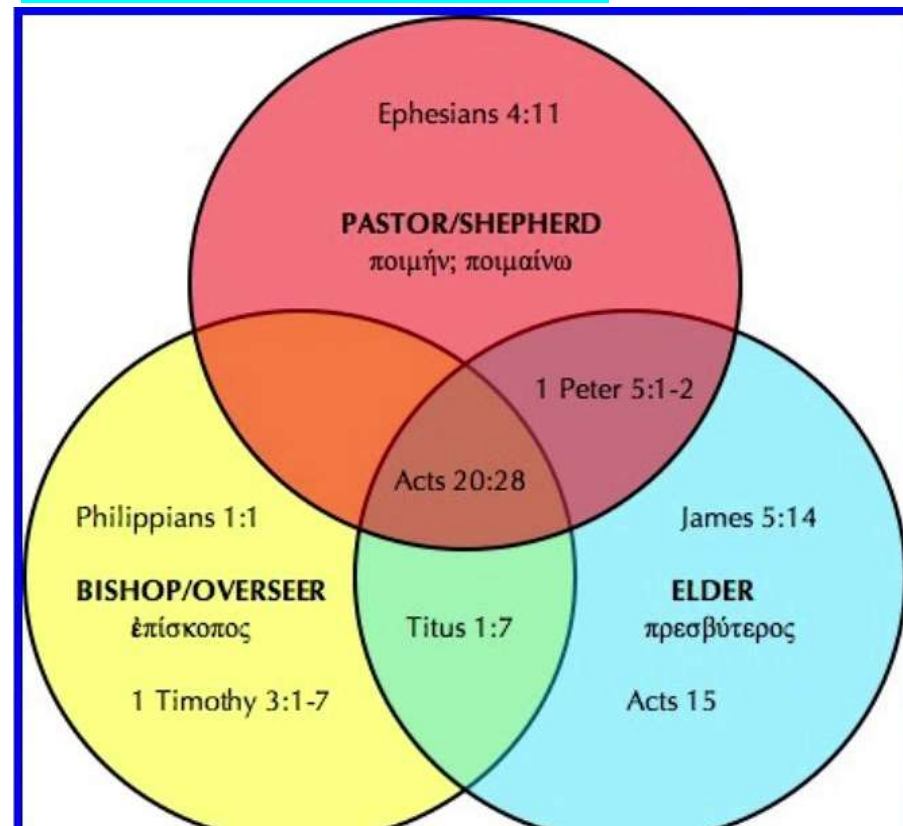 Ephesians 4:11
PASTOR/SHEPHERD
ποιμήν; ποιμαίνω
1 Peter 5:1-2
Acts 20:28
Philippians 1:1
James 5:14
BISHOP/OVERSEER
ἐπίσκοπος
Titus 1:7
ELDER
πρεσβύτερος
1 Timothy 3:1-7
Acts 15